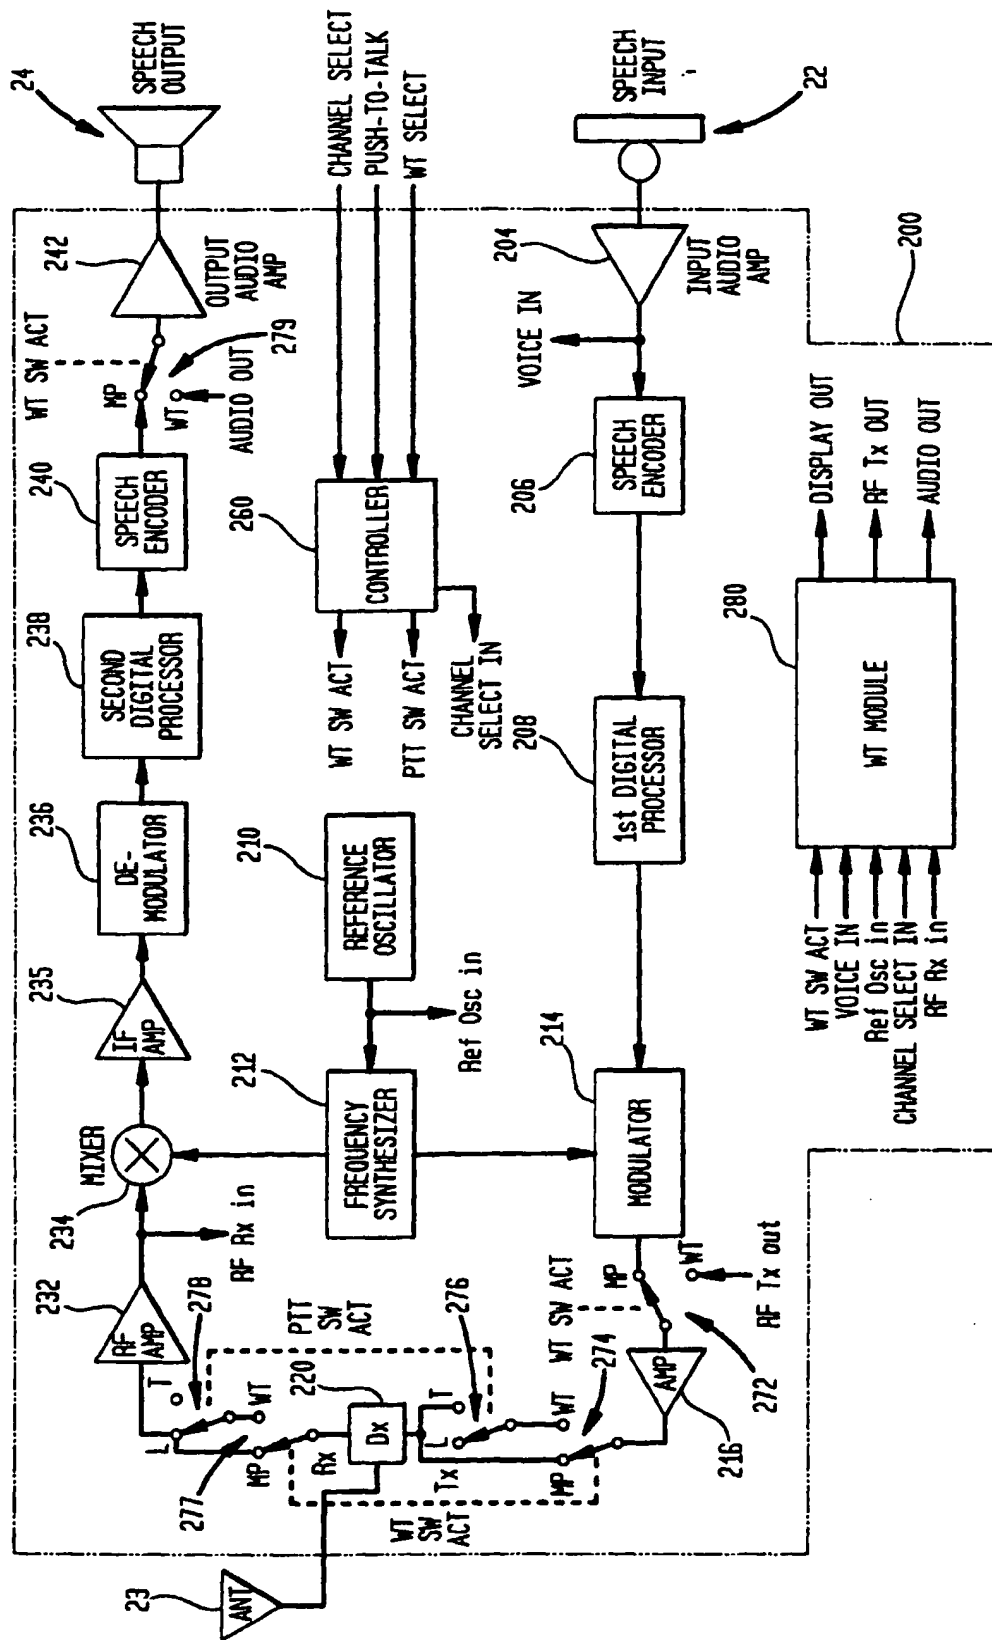 24
SPEECH
OUTPUT
242
OUTPUT
AUDIO
AMP
WT SW ACT
MP
WT
279
AUDIO OUT
240
SPEECH
ENCODER
238
SECOND
DIGITAL
PROCESSOR
236
DE-
MODULATOR
235
IF
AMP
MIXER
234
RF Rx in
232
RF
AMP
278
T
L
WT
277
MP
PTT
SW
ACT
Rx
220
Dx
Tx
L
T
276
WT
MP
274
WT
SW
ACT
23
ANT
CHANNEL SELECT
PUSH-TO-TALK
WT SELECT
260
CONTROLLER
WT SW ACT
PTT SW ACT
CHANNEL
SELECT IN
210
REFERENCE
OSCILLATOR
Ref Osc in
212
FREQUENCY
SYNTHESIZER
SPEECH
INPUT
22
204
INPUT
AUDIO
AMP
VOICE IN
206
SPEECH
ENCODER
208
1st DIGITAL
PROCESSOR
214
MODULATOR
WT SW ACT
MP
WT
RF Tx out
272
AMP
216
200
280
WT MODULE
DISPLAY OUT
RF Tx OUT
AUDIO OUT
WT SW ACT
VOICE IN
Ref Osc in
CHANNEL SELECT IN
RF Rx in